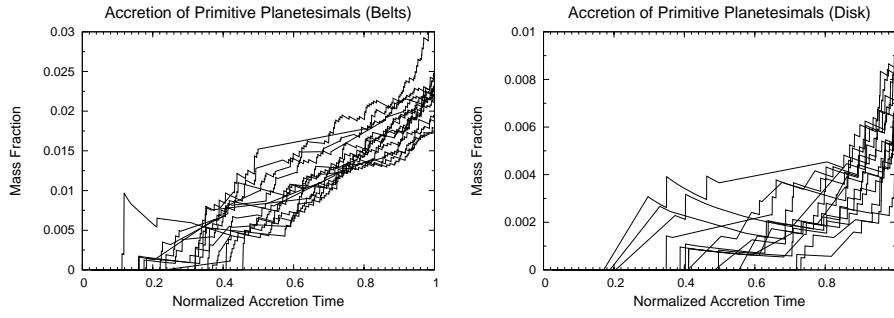 Accretion of Primitive Planetesimals (Belts)
0.03
0.025
0.02
0.015
0.01
0.005
0
Mass Fraction
0 0.2 0.4 0.6 0.8 1
Normalized Accretion Time
Accretion of Primitive Planetesimals (Disk)
0.01
0.008
0.006
0.004
0.002
0
Mass Fraction
0 0.2 0.4 0.6 0.8
Normalized Accretion Time